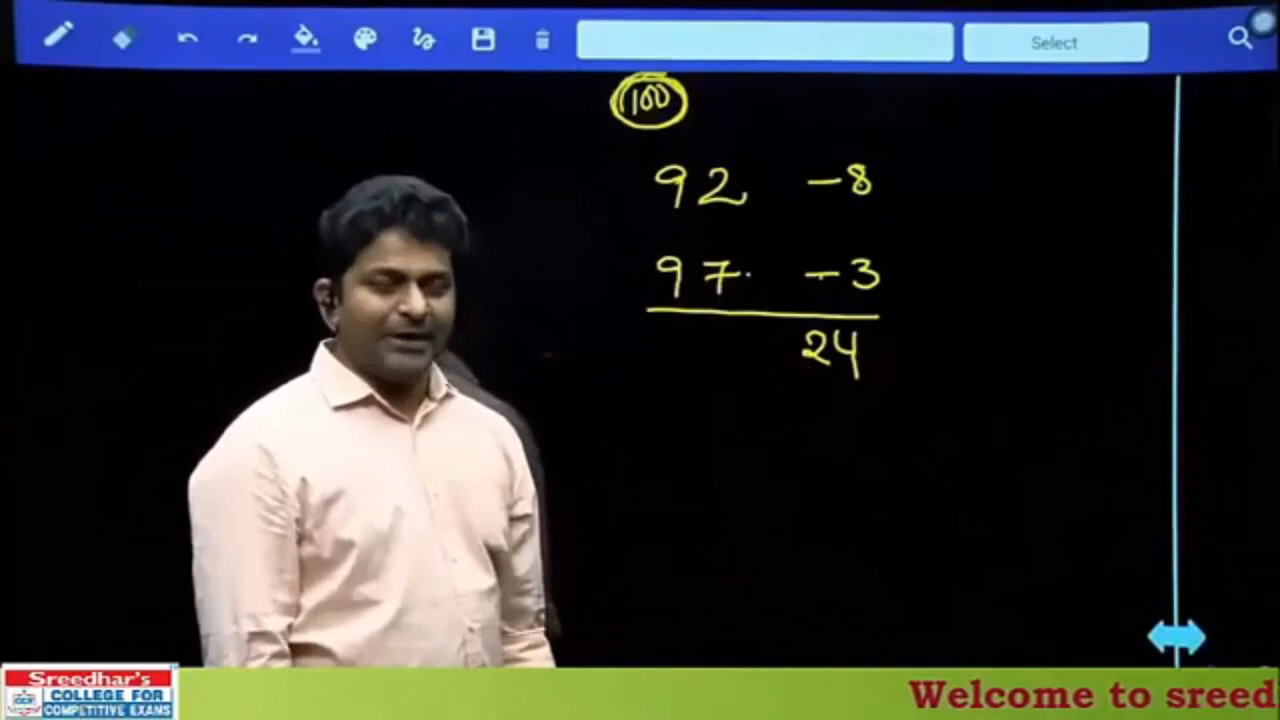 Select
100
92 -8
97. -3
24
Sreedhar's
COLLEGE FOR
COMPETITIVE EXAMS
Welcome to sreed